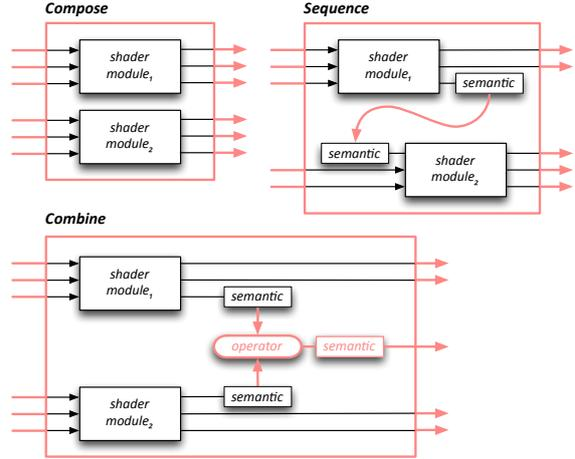 Compose
shader
module₁
shader
module₂
Sequence
shader
module₁
semantic
semantic
shader
module₂
Combine
shader
module₁
semantic
operator
semantic
semantic
shader
module₂